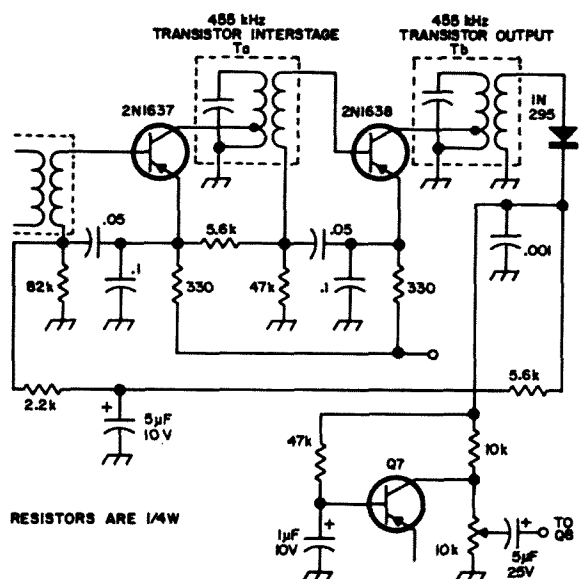 455 kHz
TRANSISTOR INTERSTAGE
Ta
455 kHz
TRANSISTOR OUTPUT
Tb
2N1637
2N1638
1N
295
.05
5.6k
.05
.001
82k
.1
330
47k
.1
330
2.2k
5.6k
+
5µF
10V
47k
10k
Q7
RESISTORS ARE 1/4W
+
1µF
10V
10k
+
5µF
25V
TO
Q8